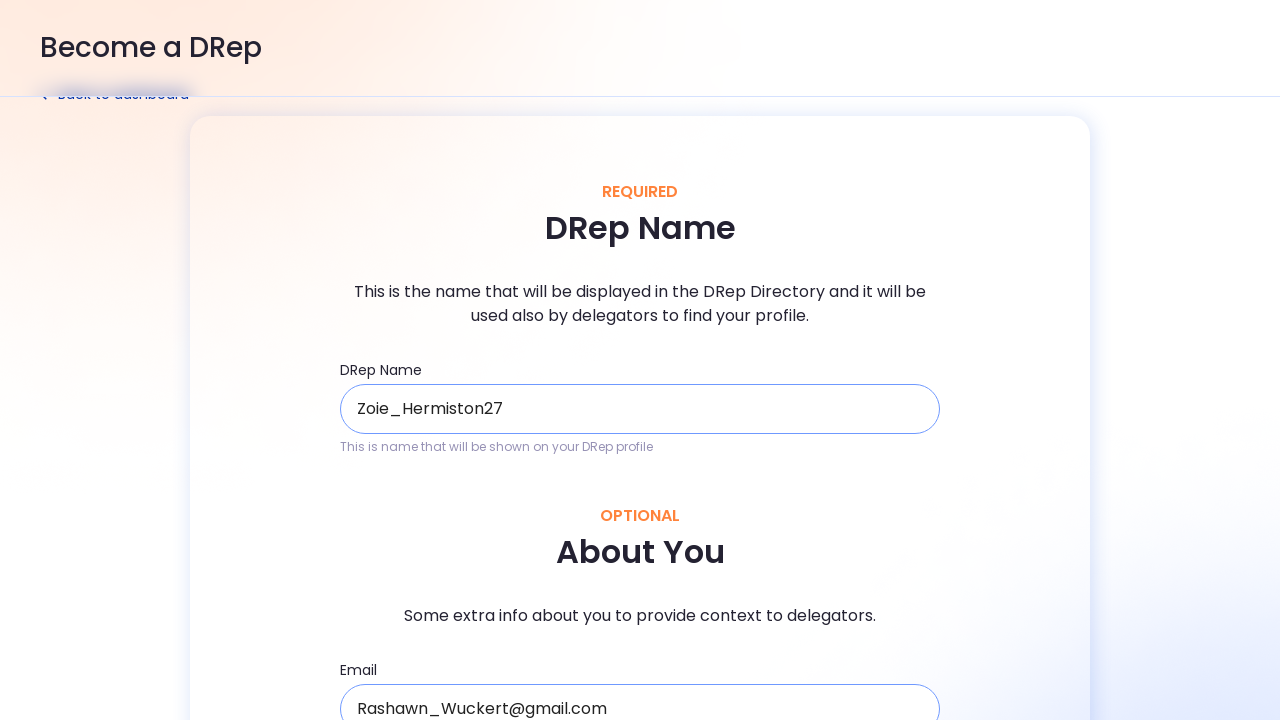 Become a DRep
Back to dashboard
REQUIRED
DRep Name
This is the name that will be displayed in the DRep Directory and it will be
used also by delegators to find your profile.
DRep Name
Zoie_Hermiston27
This is name that will be shown on your DRep profile
OPTIONAL
About You
Some extra info about you to provide context to delegators.
Email
Rashawn_Wuckert@gmail.com